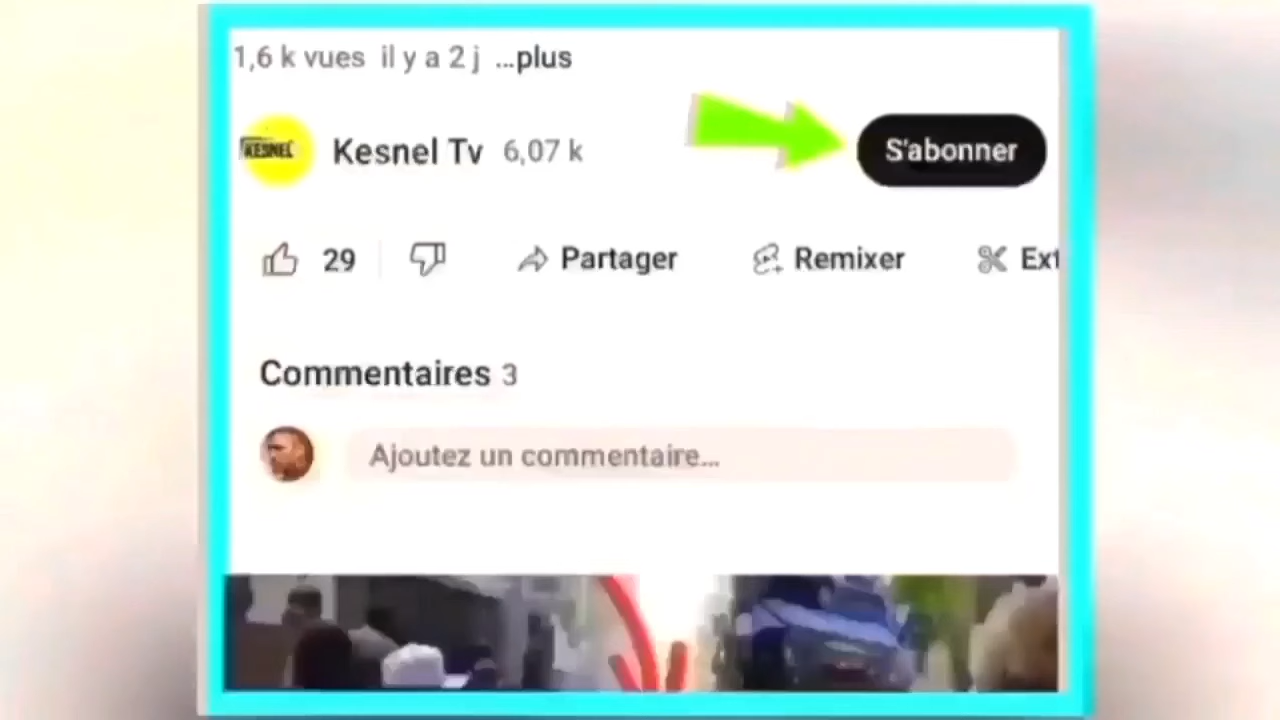 1,6 k vues il y a 2 j ...plus
KESNEL
Kesnel Tv 6,07 k
S'abonner
29
Partager
Remixer
Ext
Commentaires 3
Ajoutez un commentaire...